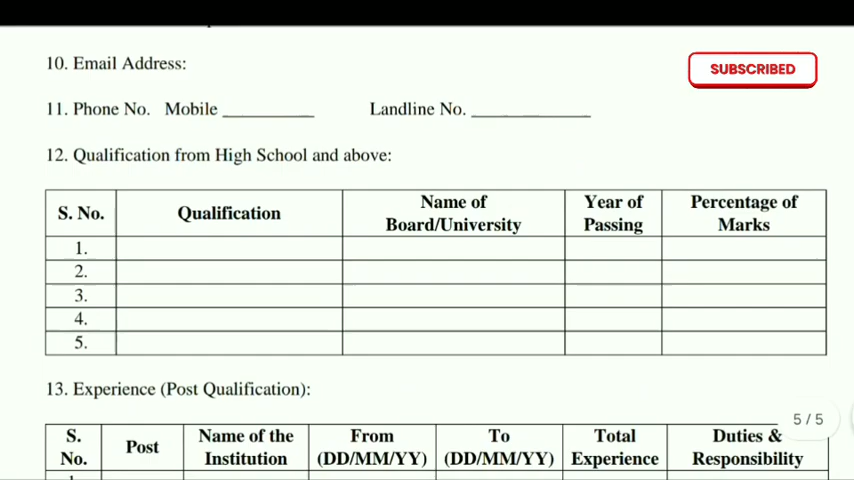 10. Email Address:
SUBSCRIBED
11. Phone No. Mobile __________ Landline No. _____________
12. Qualification from High School and above:
S. No. Qualification Name of Board/University Year of Passing Percentage of Marks
1.
2.
3.
4.
5.
13. Experience (Post Qualification):
5 / 5
S. No. Post Name of the Institution From (DD/MM/YY) To (DD/MM/YY) Total Experience Duties & Responsibility